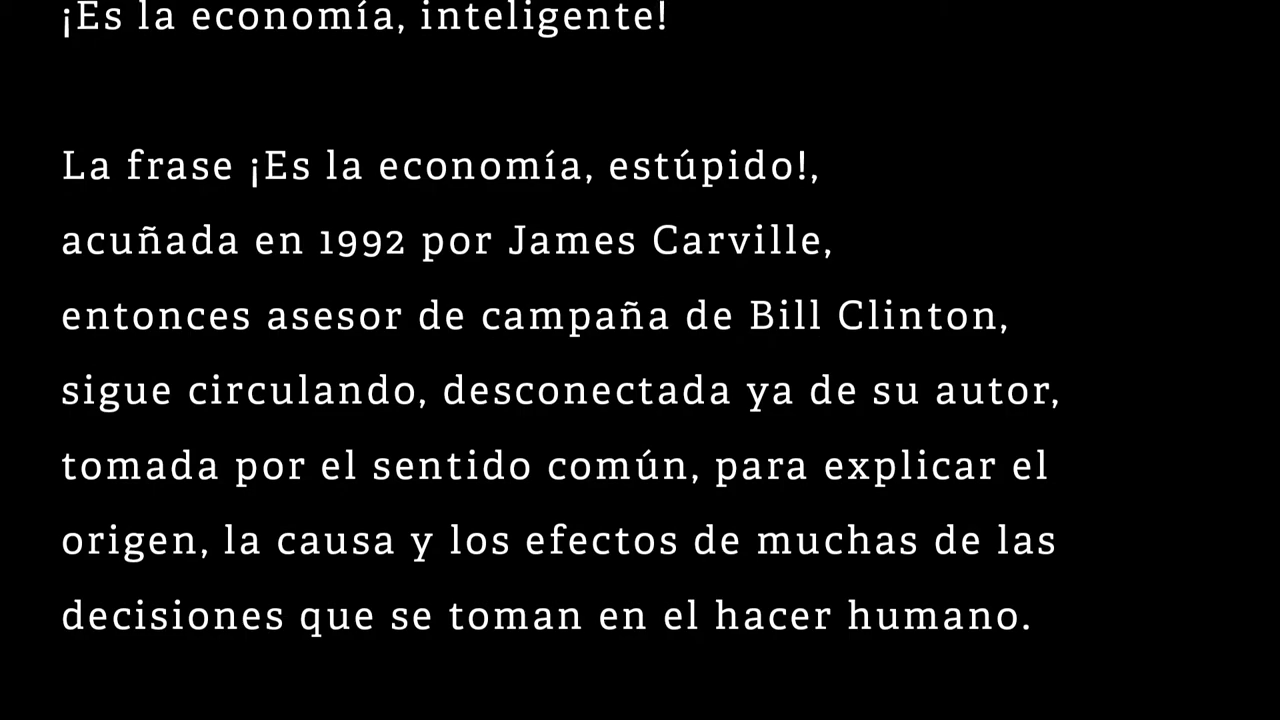 ¡Es la economía, inteligente!
La frase ¡Es la economía, estúpido!,
acuñada en 1992 por James Carville,
entonces asesor de campaña de Bill Clinton,
sigue circulando, desconectada ya de su autor,
tomada por el sentido común, para explicar el
origen, la causa y los efectos de muchas de las
decisiones que se toman en el hacer humano.